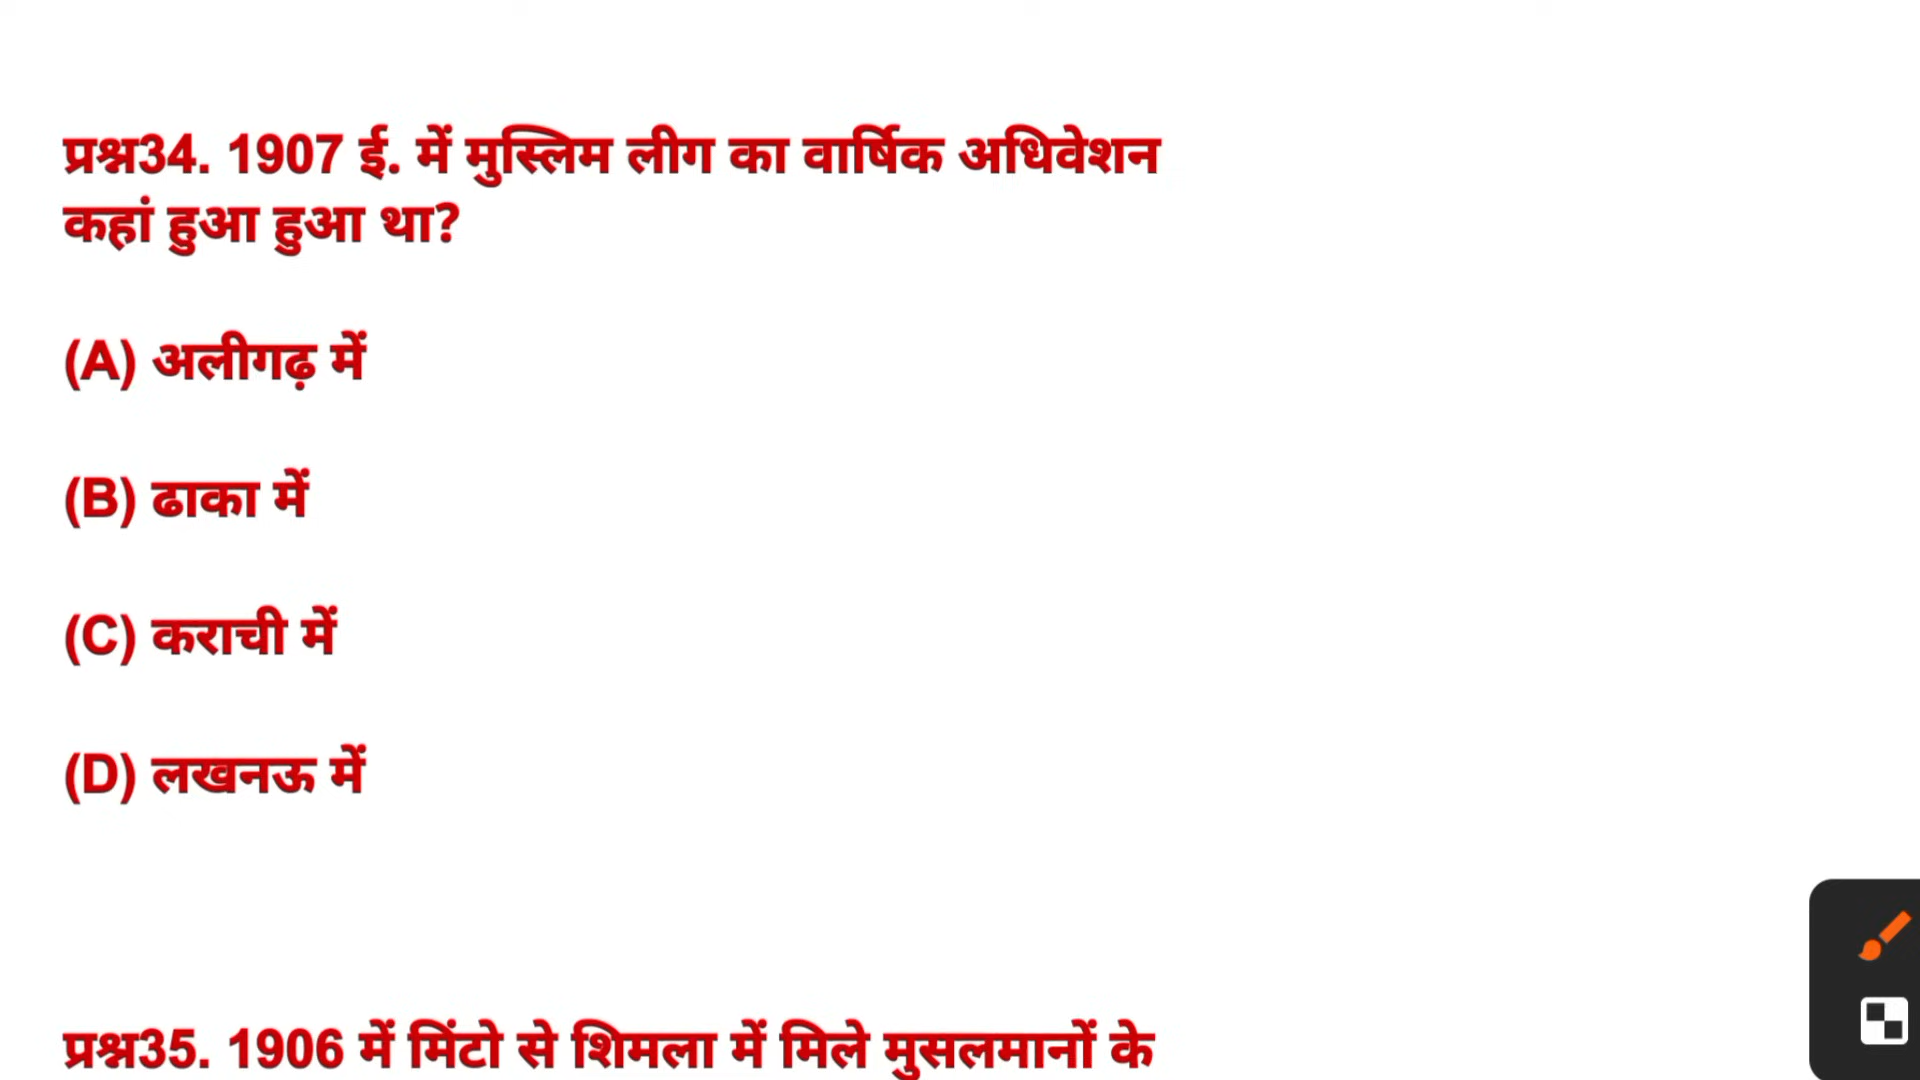 प्रश्न34. 1907 ई. में मुस्लिम लीग का वार्षिक अधिवेशन
कहां हुआ हुआ था?
(A) अलीगढ़ में
(B) ढाका में
(C) कराची में
(D) लखनऊ में
प्रश्न35. 1906 में मिंटो से शिमला में मिले मुसलमानों के